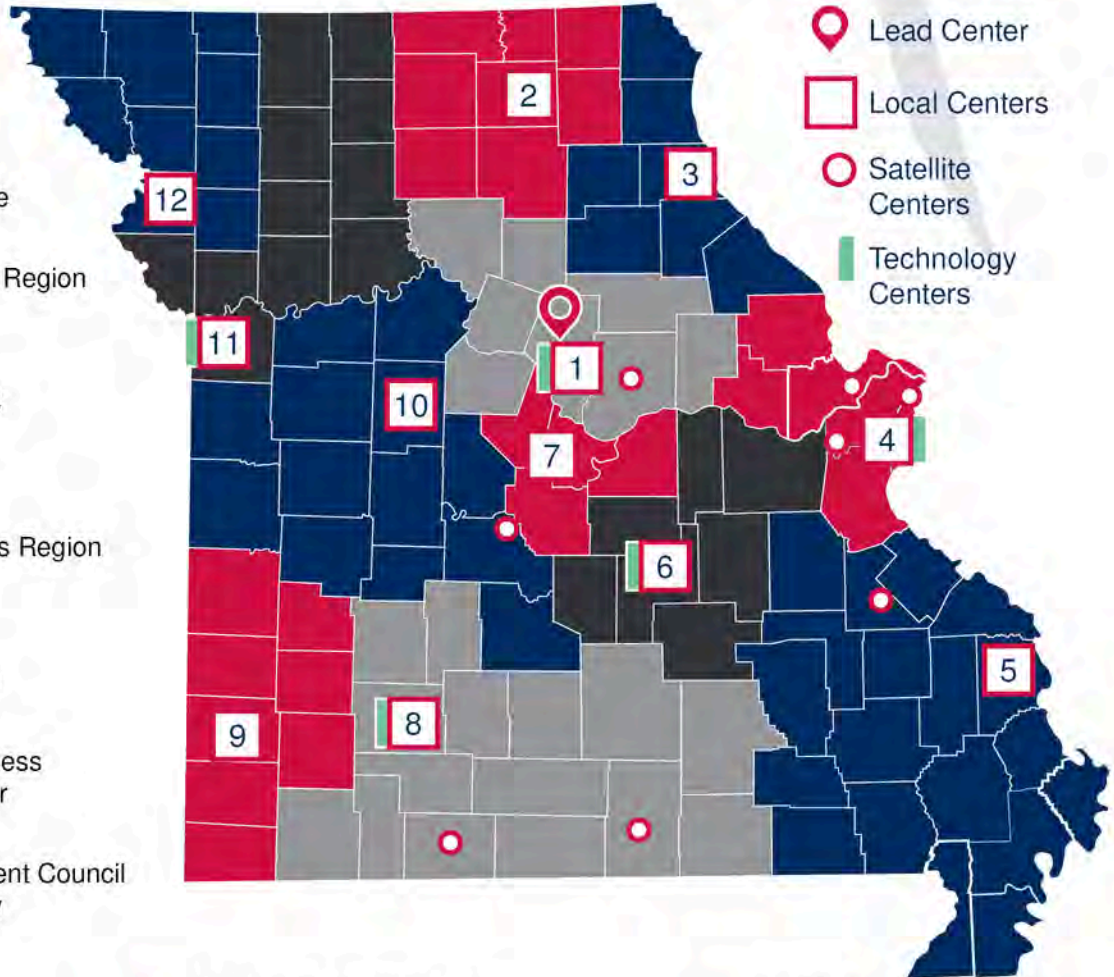 Lead Center
2
Local Centers
3
12
Satellite
Centers
e
Region
Technology
Centers
11
1
10
4
7
s Region
6
5
8
9
ess
r
ent Council